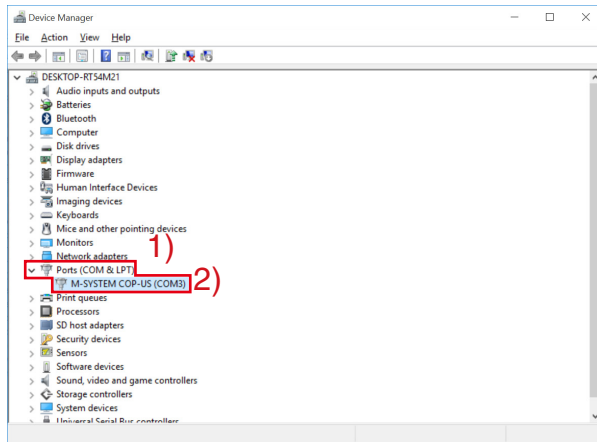 Device Manager
File Action View Help
DESKTOP-RT54M21
Audio inputs and outputs
Batteries
Bluetooth
Computer
Disk drives
Display adapters
Firmware
Human Interface Devices
Imaging devices
Keyboards
Mice and other pointing devices
Monitors
1)
Network adapters
Ports (COM & LPT)
M-SYSTEM COP-US (COM3)
2)
Print queues
Processors
SD host adapters
Security devices
Sensors
Software devices
Sound, video and game controllers
Storage controllers
System devices
Universal Serial Bus controllers